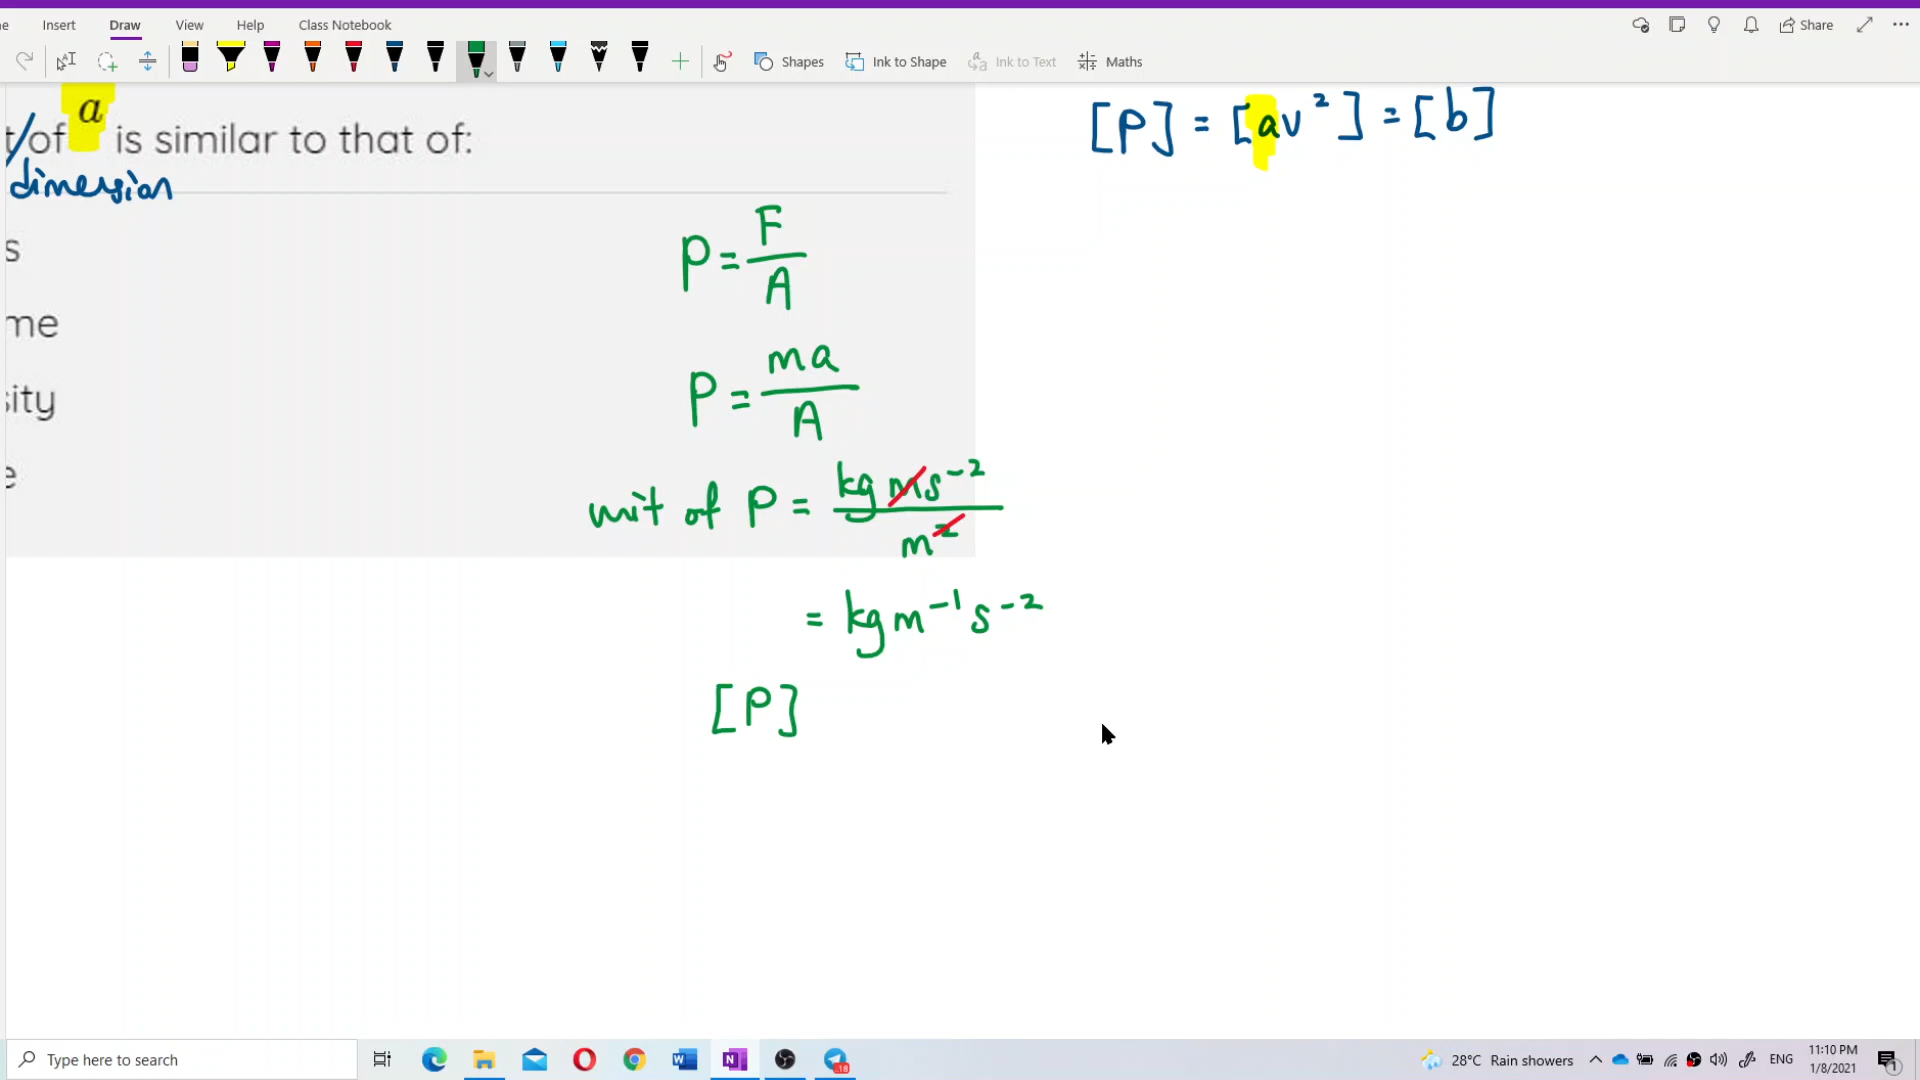 Insert Draw View Help Class Notebook Share
Shapes Ink to Shape Ink to Text Maths
of a is similar to that of:
dimension
[P] = [av²] = [b]
P = F/A
P = ma/A
unit of P = kg ms⁻²/m²
= kg m⁻¹ s⁻²
[P]
Type here to search
28°C Rain showers ENG 11:10 PM
1/8/2021